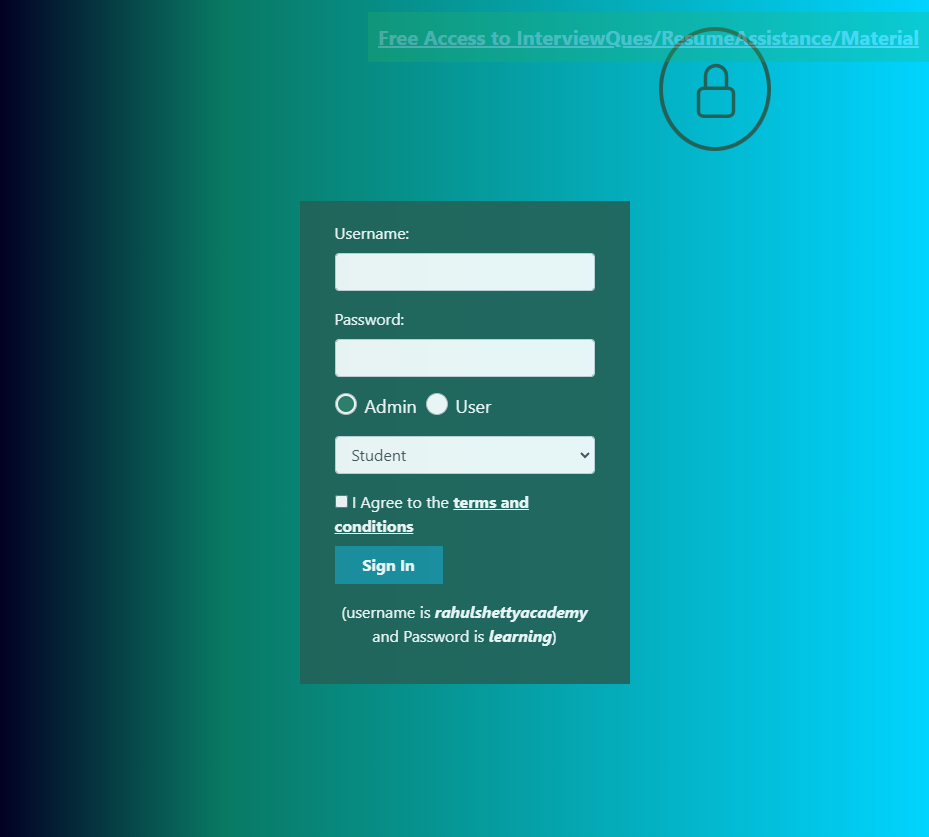 Free Access to InterviewQues/ResumeAssistance/Material
Username:
Password:
Admin User
Student
I Agree to the terms and
conditions
Sign In
(username is rahulshettyacademy
and Password is learning)